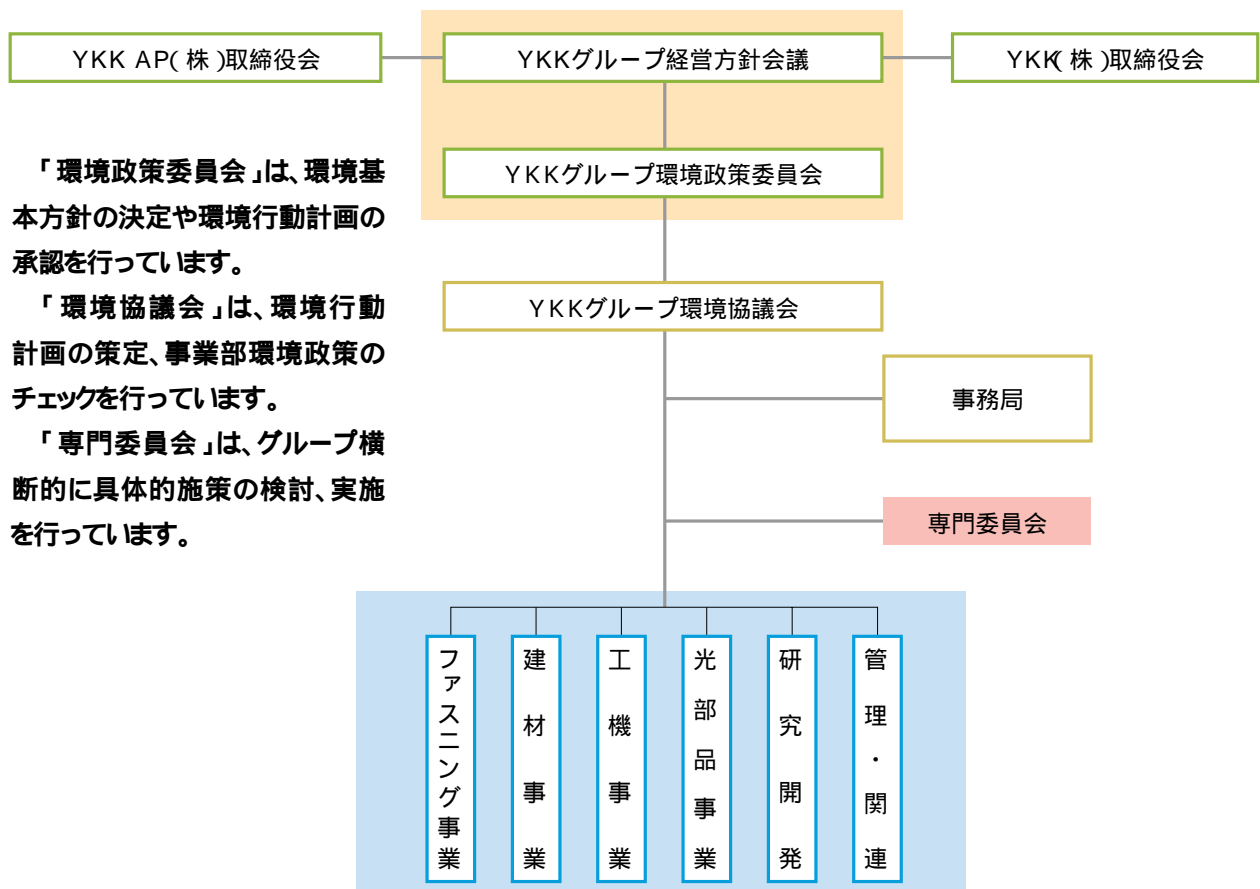 YKK AP(株)取締役会
YKKグループ経営方針会議
YKK(株)取締役会
YKKグループ環境政策委員会
「環境政策委員会」は、環境基
本方針の決定や環境行動計画の
承認を行っています。
「環境協議会」は、環境行動
計画の策定、事業部環境政策の
チェックを行っています。
「専門委員会」は、グループ横
断的に具体的施策の検討、実施
を行っています。
YKKグループ環境協議会
事務局
専門委員会
ファスニング事業
建材事業
工機事業
光部品事業
研究開発
管理・関連